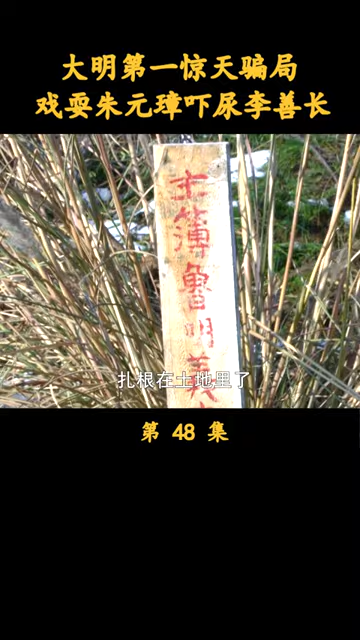 大明第一惊天骗局
戏耍朱元璋吓尿李善长
主簿魯明義
扎根在土地里了
第 48 集